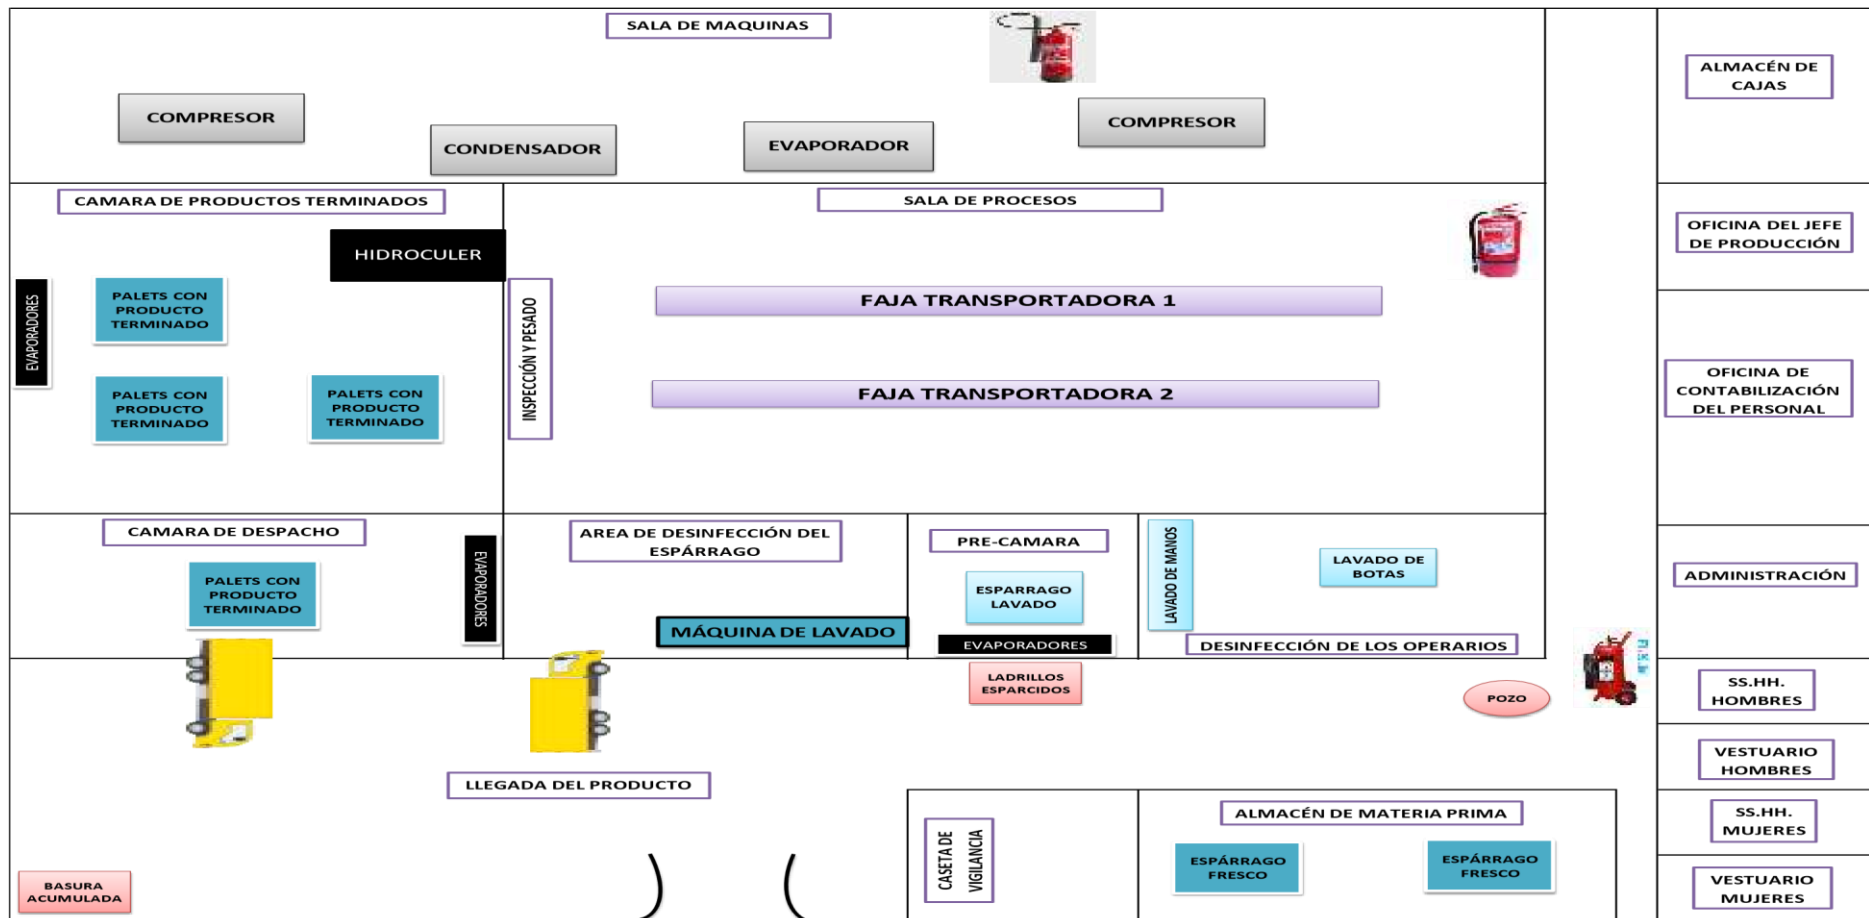 SALA DE MAQUINAS
COMPRESOR
CONDENSADOR
EVAPORADOR
COMPRESOR
ALMACÉN DE
CAJAS
CAMARA DE PRODUCTOS TERMINADOS
HIDROCULER
EVAPORADORES
PALETS CON
PRODUCTO
TERMINADO
PALETS CON
PRODUCTO
TERMINADO
PALETS CON
PRODUCTO
TERMINADO
SALA DE PROCESOS
INSPECCIÓN Y PESADO
FAJA TRANSPORTADORA 1
FAJA TRANSPORTADORA 2
OFICINA DEL JEFE
DE PRODUCCIÓN
OFICINA DE
CONTABILIZACIÓN
DEL PERSONAL
CAMARA DE DESPACHO
PALETS CON
PRODUCTO
TERMINADO
EVAPORADORES
AREA DE DESINFECCIÓN DEL
ESPÁRRAGO
MÁQUINA DE LAVADO
PRE-CAMARA
ESPARRAGO
LAVADO
EVAPORADORES
LAVADO DE MANOS
LAVADO DE
BOTAS
DESINFECCIÓN DE LOS OPERARIOS
ADMINISTRACIÓN
LADRILLOS
ESPARCIDOS
POZO
SS.HH.
HOMBRES
VESTUARIO
HOMBRES
LLEGADA DEL PRODUCTO
CASETA DE
VIGILANCIA
ALMACÉN DE MATERIA PRIMA
ESPÁRRAGO
FRESCO
ESPÁRRAGO
FRESCO
SS.HH.
MUJERES
VESTUARIO
MUJERES
BASURA
ACUMULADA